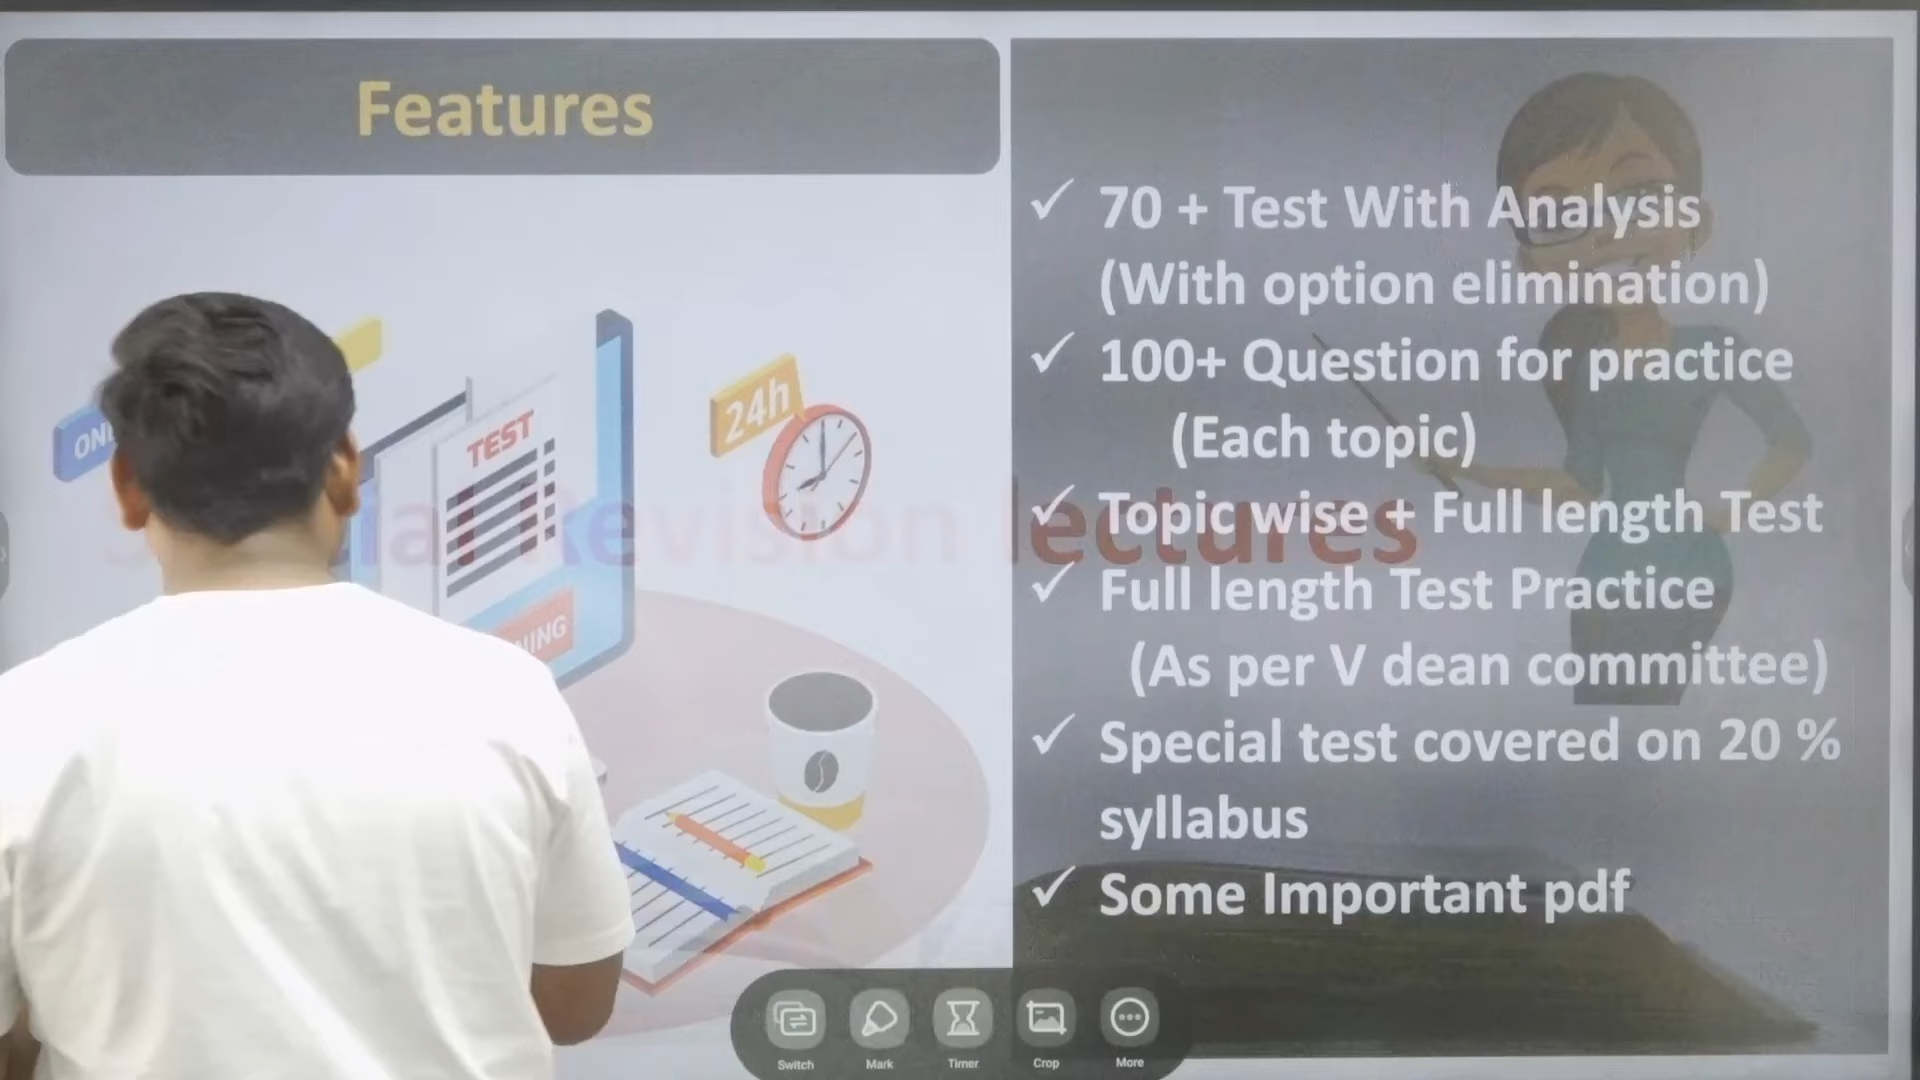 Features
TEST
24h
70 + Test With Analysis
(With option elimination)
100+ Question for practice
(Each topic)
Topic wise + Full length Test
Full length Test Practice
(As per V dean committee)
Special test covered on 20 %
syllabus
Some Important pdf
Revision lectures
Switch
Mark
Timer
Crop
More